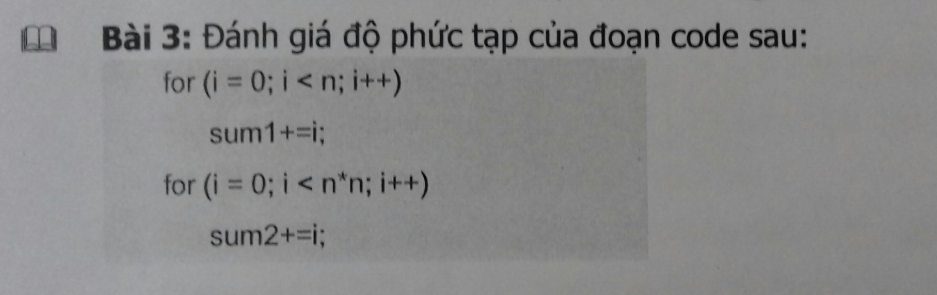 Bài 3: Đánh giá độ phức tạp của đoạn code sau:
for (i = 0; i < n; i++)
sum1+=i;
for (i = 0; i < n*n; i++)
sum2+=i;